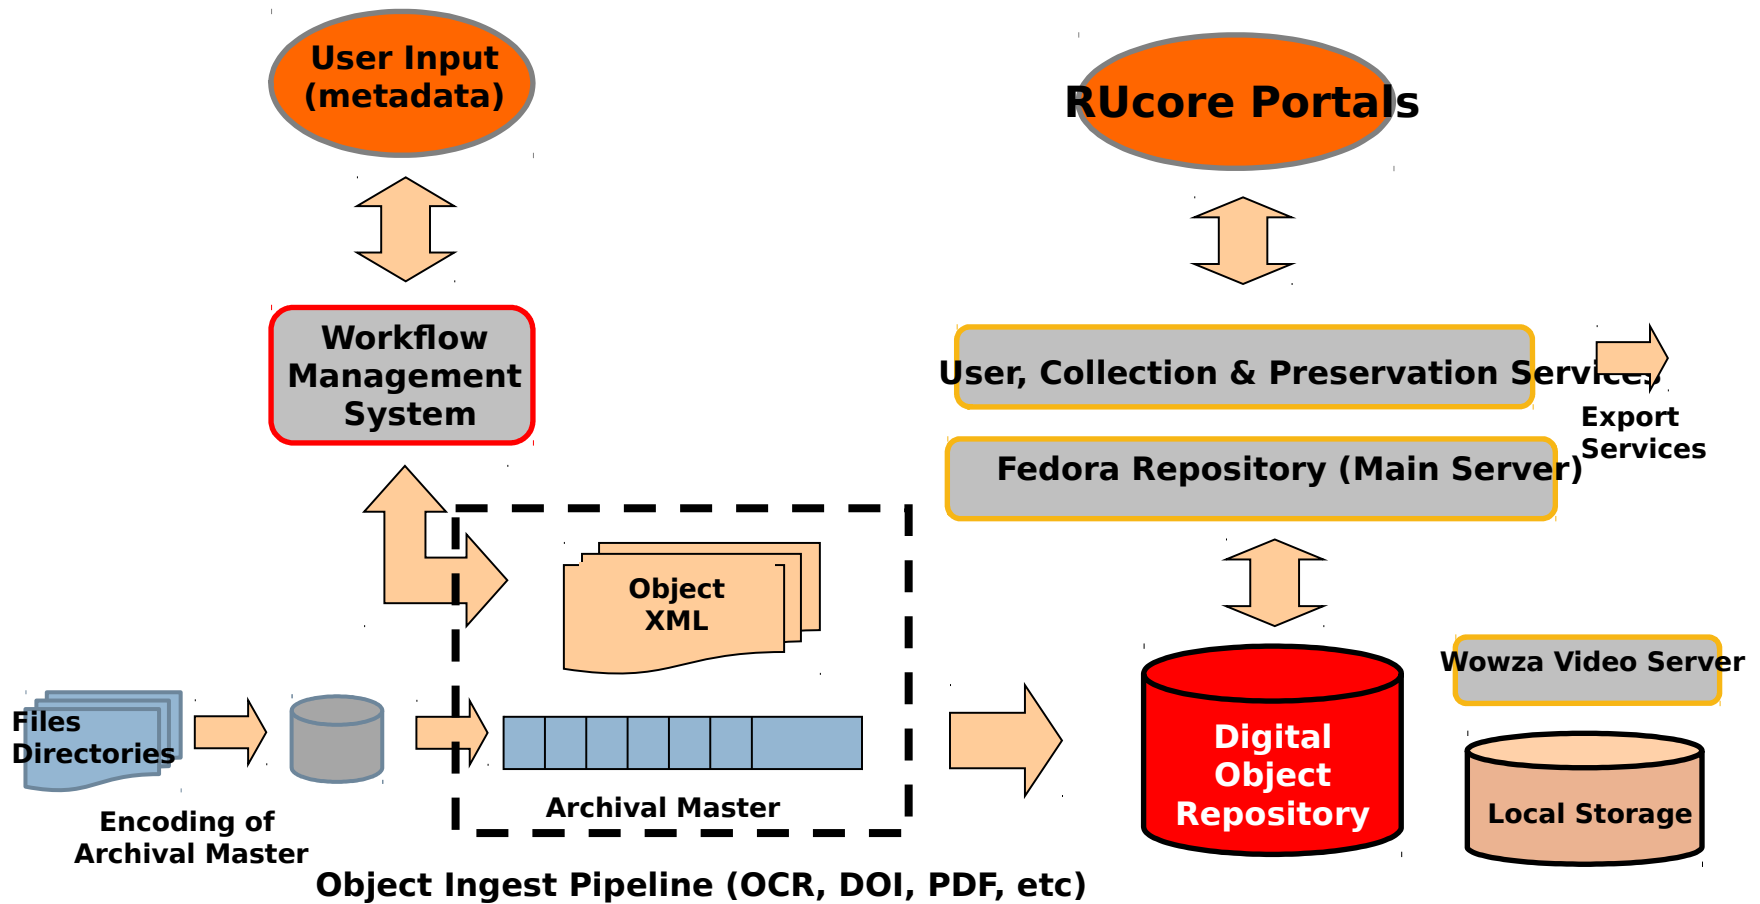 User Input
(metadata)
RUcore Portals
Workflow
Management
System
User, Collection & Preservation Services
Export
Services
Fedora Repository (Main Server)
Object
XML
Wowza Video Server
Files
Directories
Digital
Object
Repository
Archival Master
Local Storage
Encoding of
Archival Master
Object Ingest Pipeline (OCR, DOI, PDF, etc)